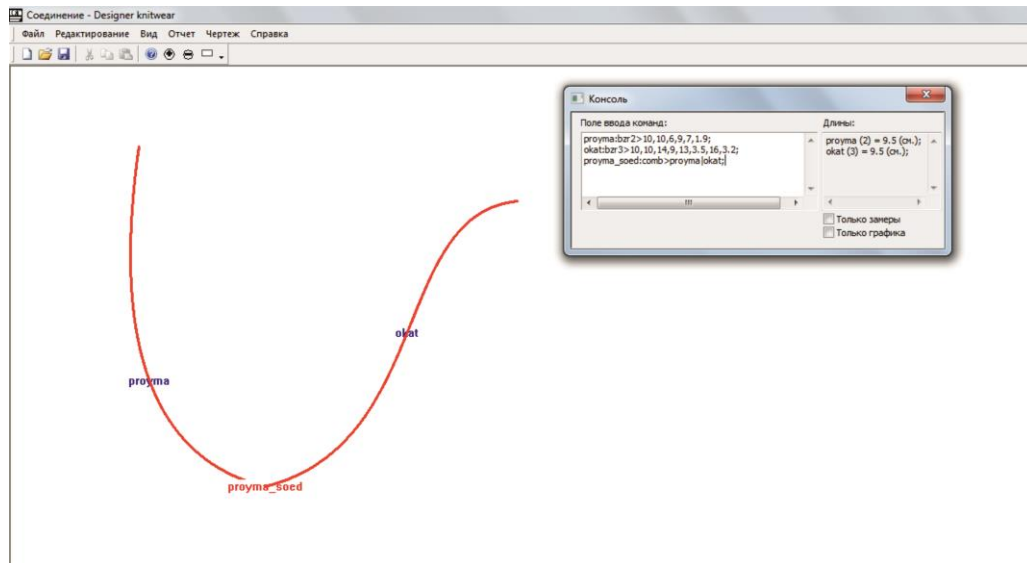 Соединение - Designer knitwear
Файл Редактирование Вид Отчет Чертеж Справка
Консоль
Поле ввода команд:
proyma:bzr2>10,10,6,9,7,1.9;
okat:bzr3>10,10,14,9,13,3.5,16,3.2;
proyma_soed:comb>proyma|okat;
Длины:
proyma (2) = 9.5 (см.);
okat (3) = 9.5 (см.);
Только замеры
Только графика
okat
proyma
proyma_soed